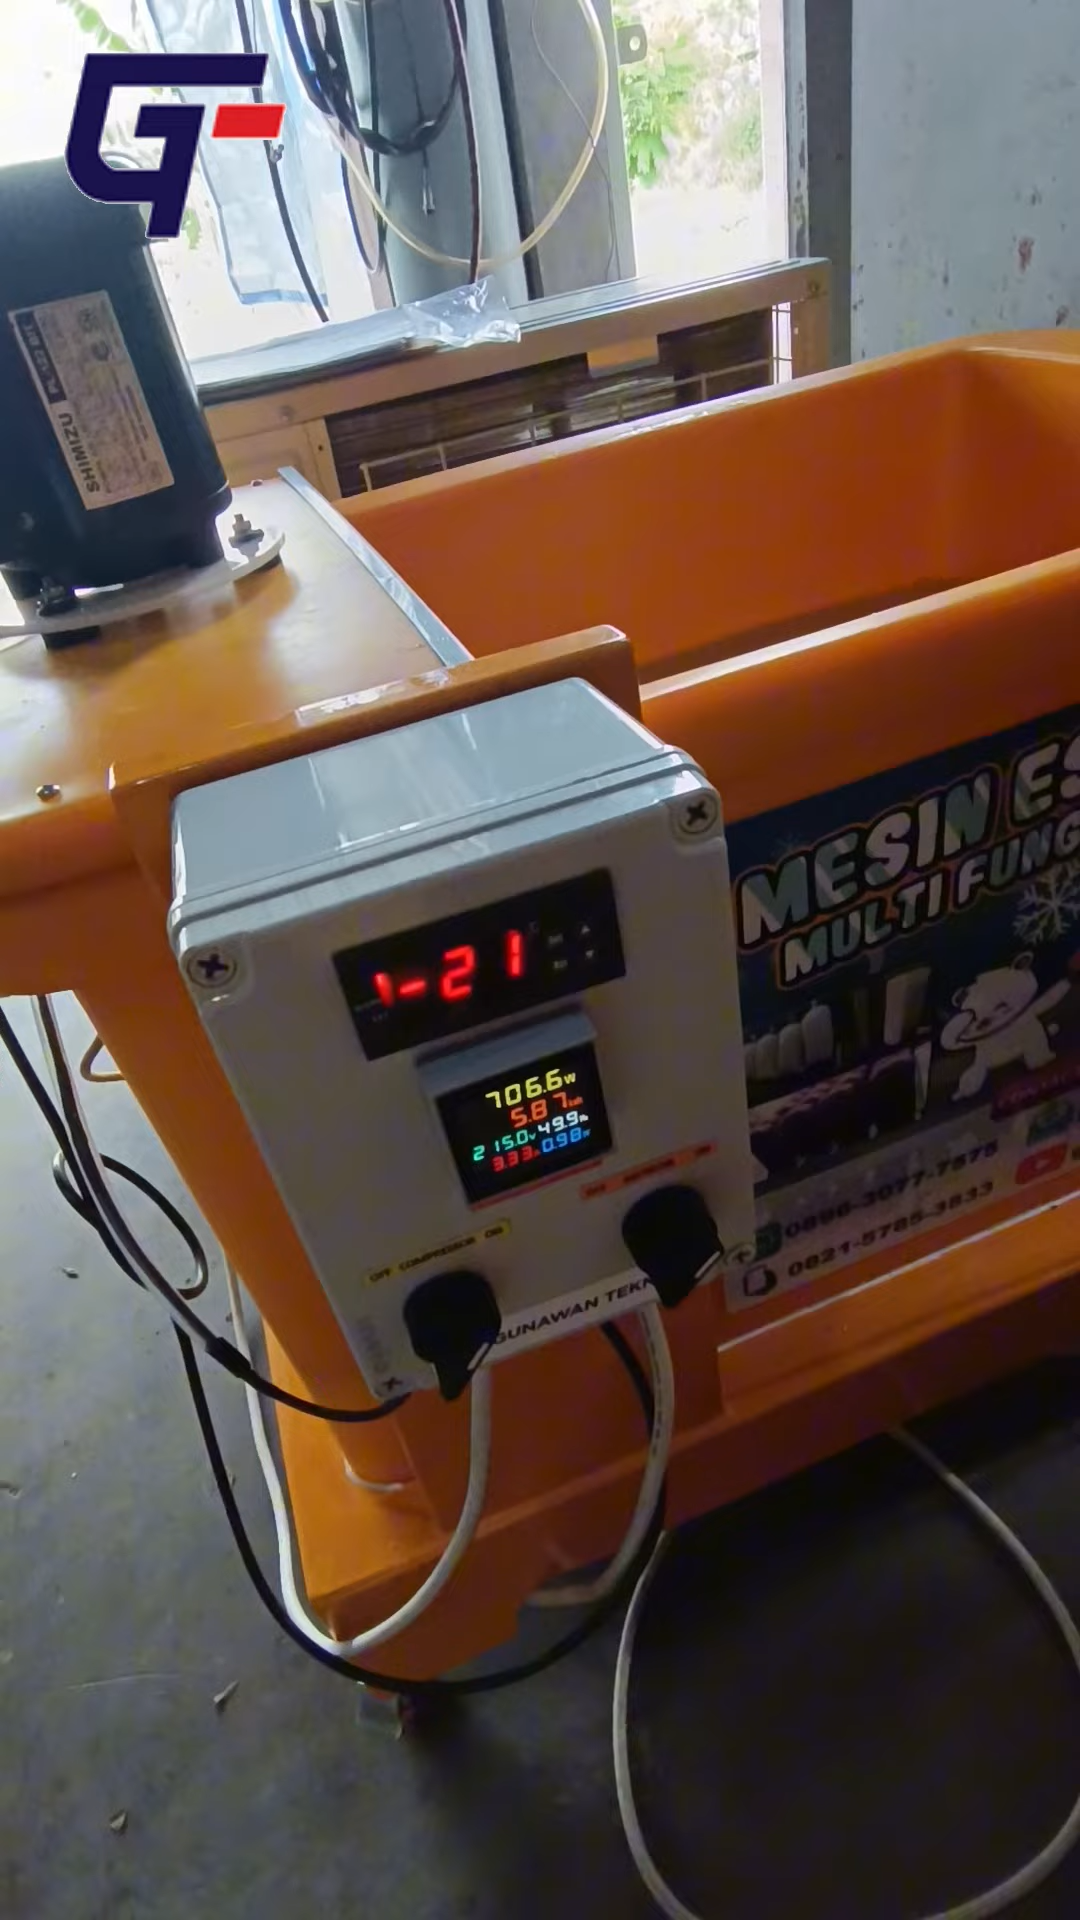 SHIMIZU
1-21
706.6W
5.87kwh
215.0V 49.9Hz
3.33A 0.98PF
OFF COMPRESSOR ON
GUNAWAN TEKN
MESIN ES
MULTI FUNG
0896-3077-7575
0821-5785-3833